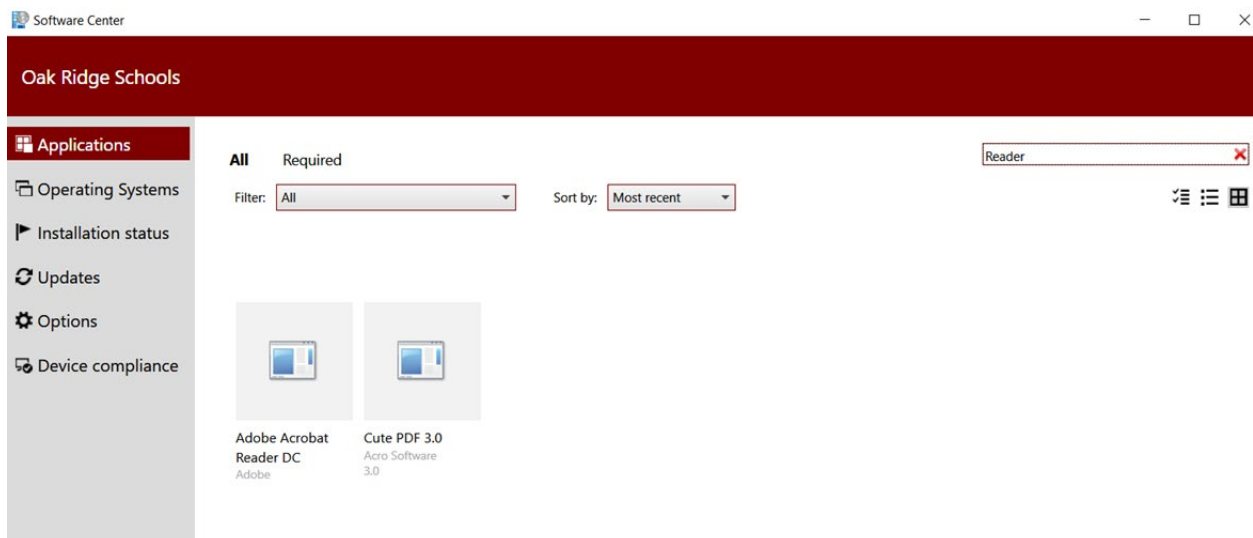 Software Center
Oak Ridge Schools
Applications
Operating Systems
Installation status
Updates
Options
Device compliance
All Required
Reader
Filter: All Sort by: Most recent
Adobe Acrobat
Reader DC
Adobe
Cute PDF 3.0
Acro Software
3.0